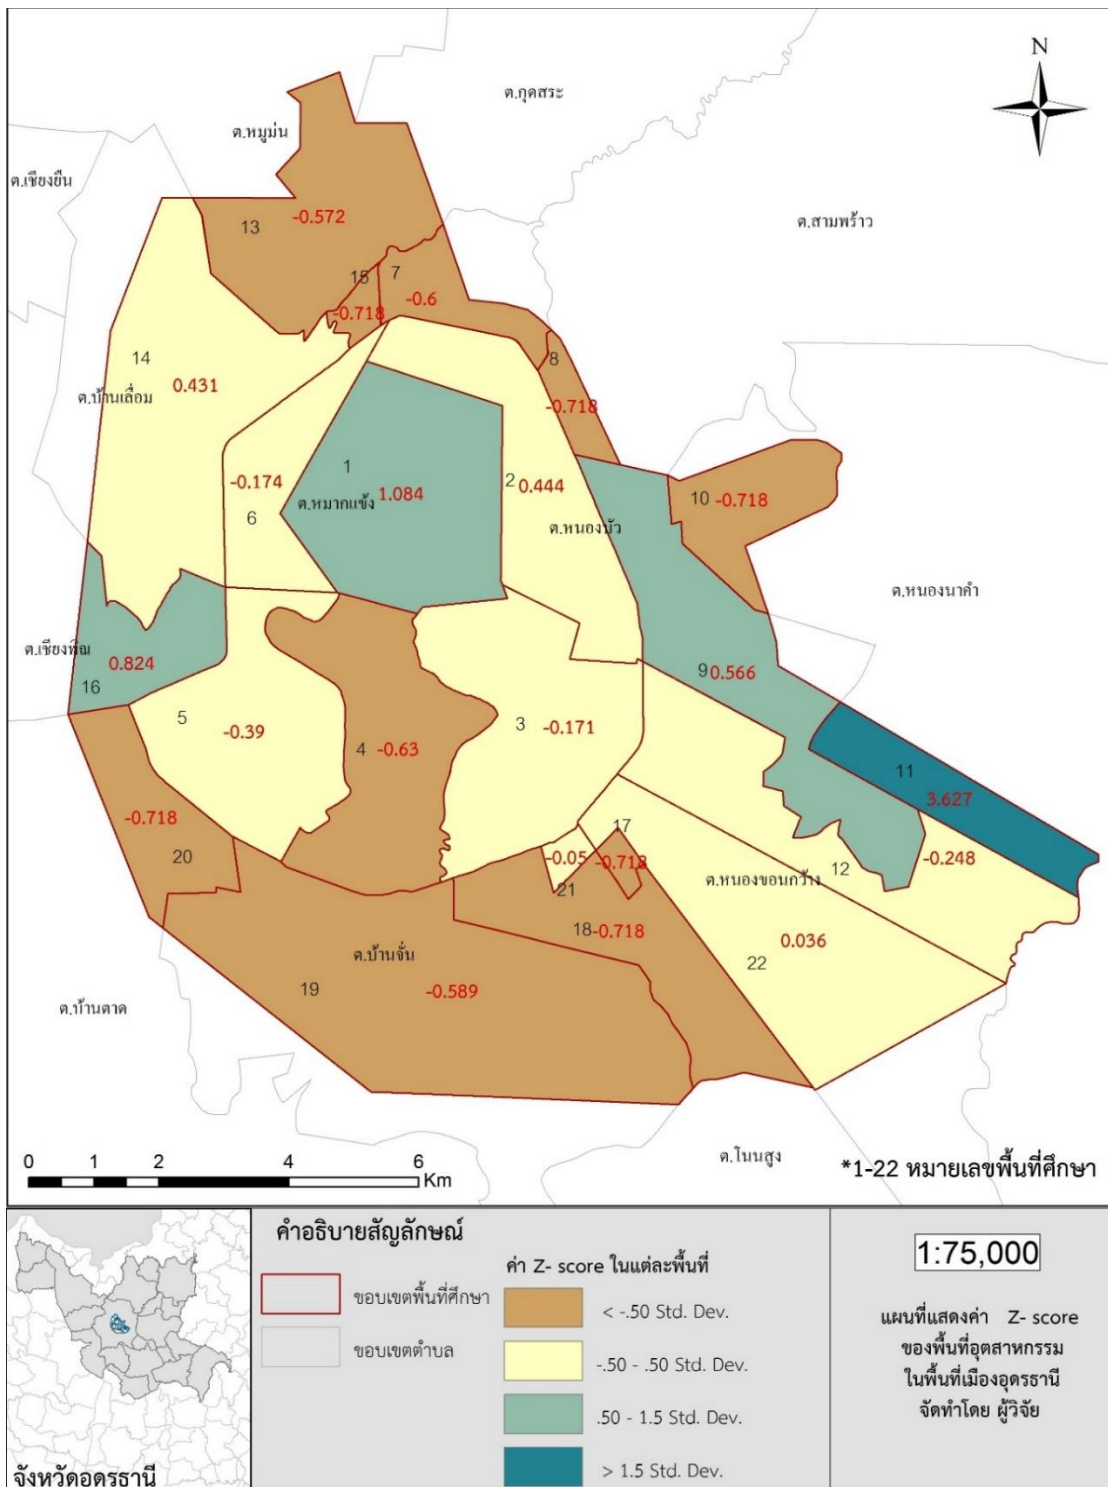 N
ต.กุดสระ
ต.หมูม่น
ต.เชียงยืน
ต.สามพร้าว
13
-0.572
15
7
-0.718
-0.6
14
0.431
ต.บ้านเลื่อม
8
-0.718
1
1.084
ต.หมากแข้ง
-0.174
6
2
0.444
ต.หนองบัว
10
-0.718
ต.หนองนาคำ
ต.เชียงพิณ
0.824
16
9
0.566
5
-0.39
4
-0.63
3
-0.171
11
3.627
-0.718
20
17
-0.05
-0.718
21
ต.หนองขอนกว้าง
12
-0.248
18
-0.718
0.036
22
ต.บ้านจั่น
19
-0.589
ต.บ้านตาด
ต.โนนสูง
0 1 2 4 6
Km
*1-22 หมายเลขพื้นที่ศึกษา
จังหวัดอุดรธานี
คำอธิบายสัญลักษณ์
ขอบเขตพื้นที่ศึกษา
ขอบเขตตำบล
ค่า Z- score ในแต่ละพื้นที่
< -.50 Std. Dev.
-.50 - .50 Std. Dev.
.50 - 1.5 Std. Dev.
> 1.5 Std. Dev.
1:75,000
แผนที่แสดงค่า Z- score
ของพื้นที่อุตสาหกรรม
ในพื้นที่เมืองอุดรธานี
จัดทำโดย ผู้วิจัย